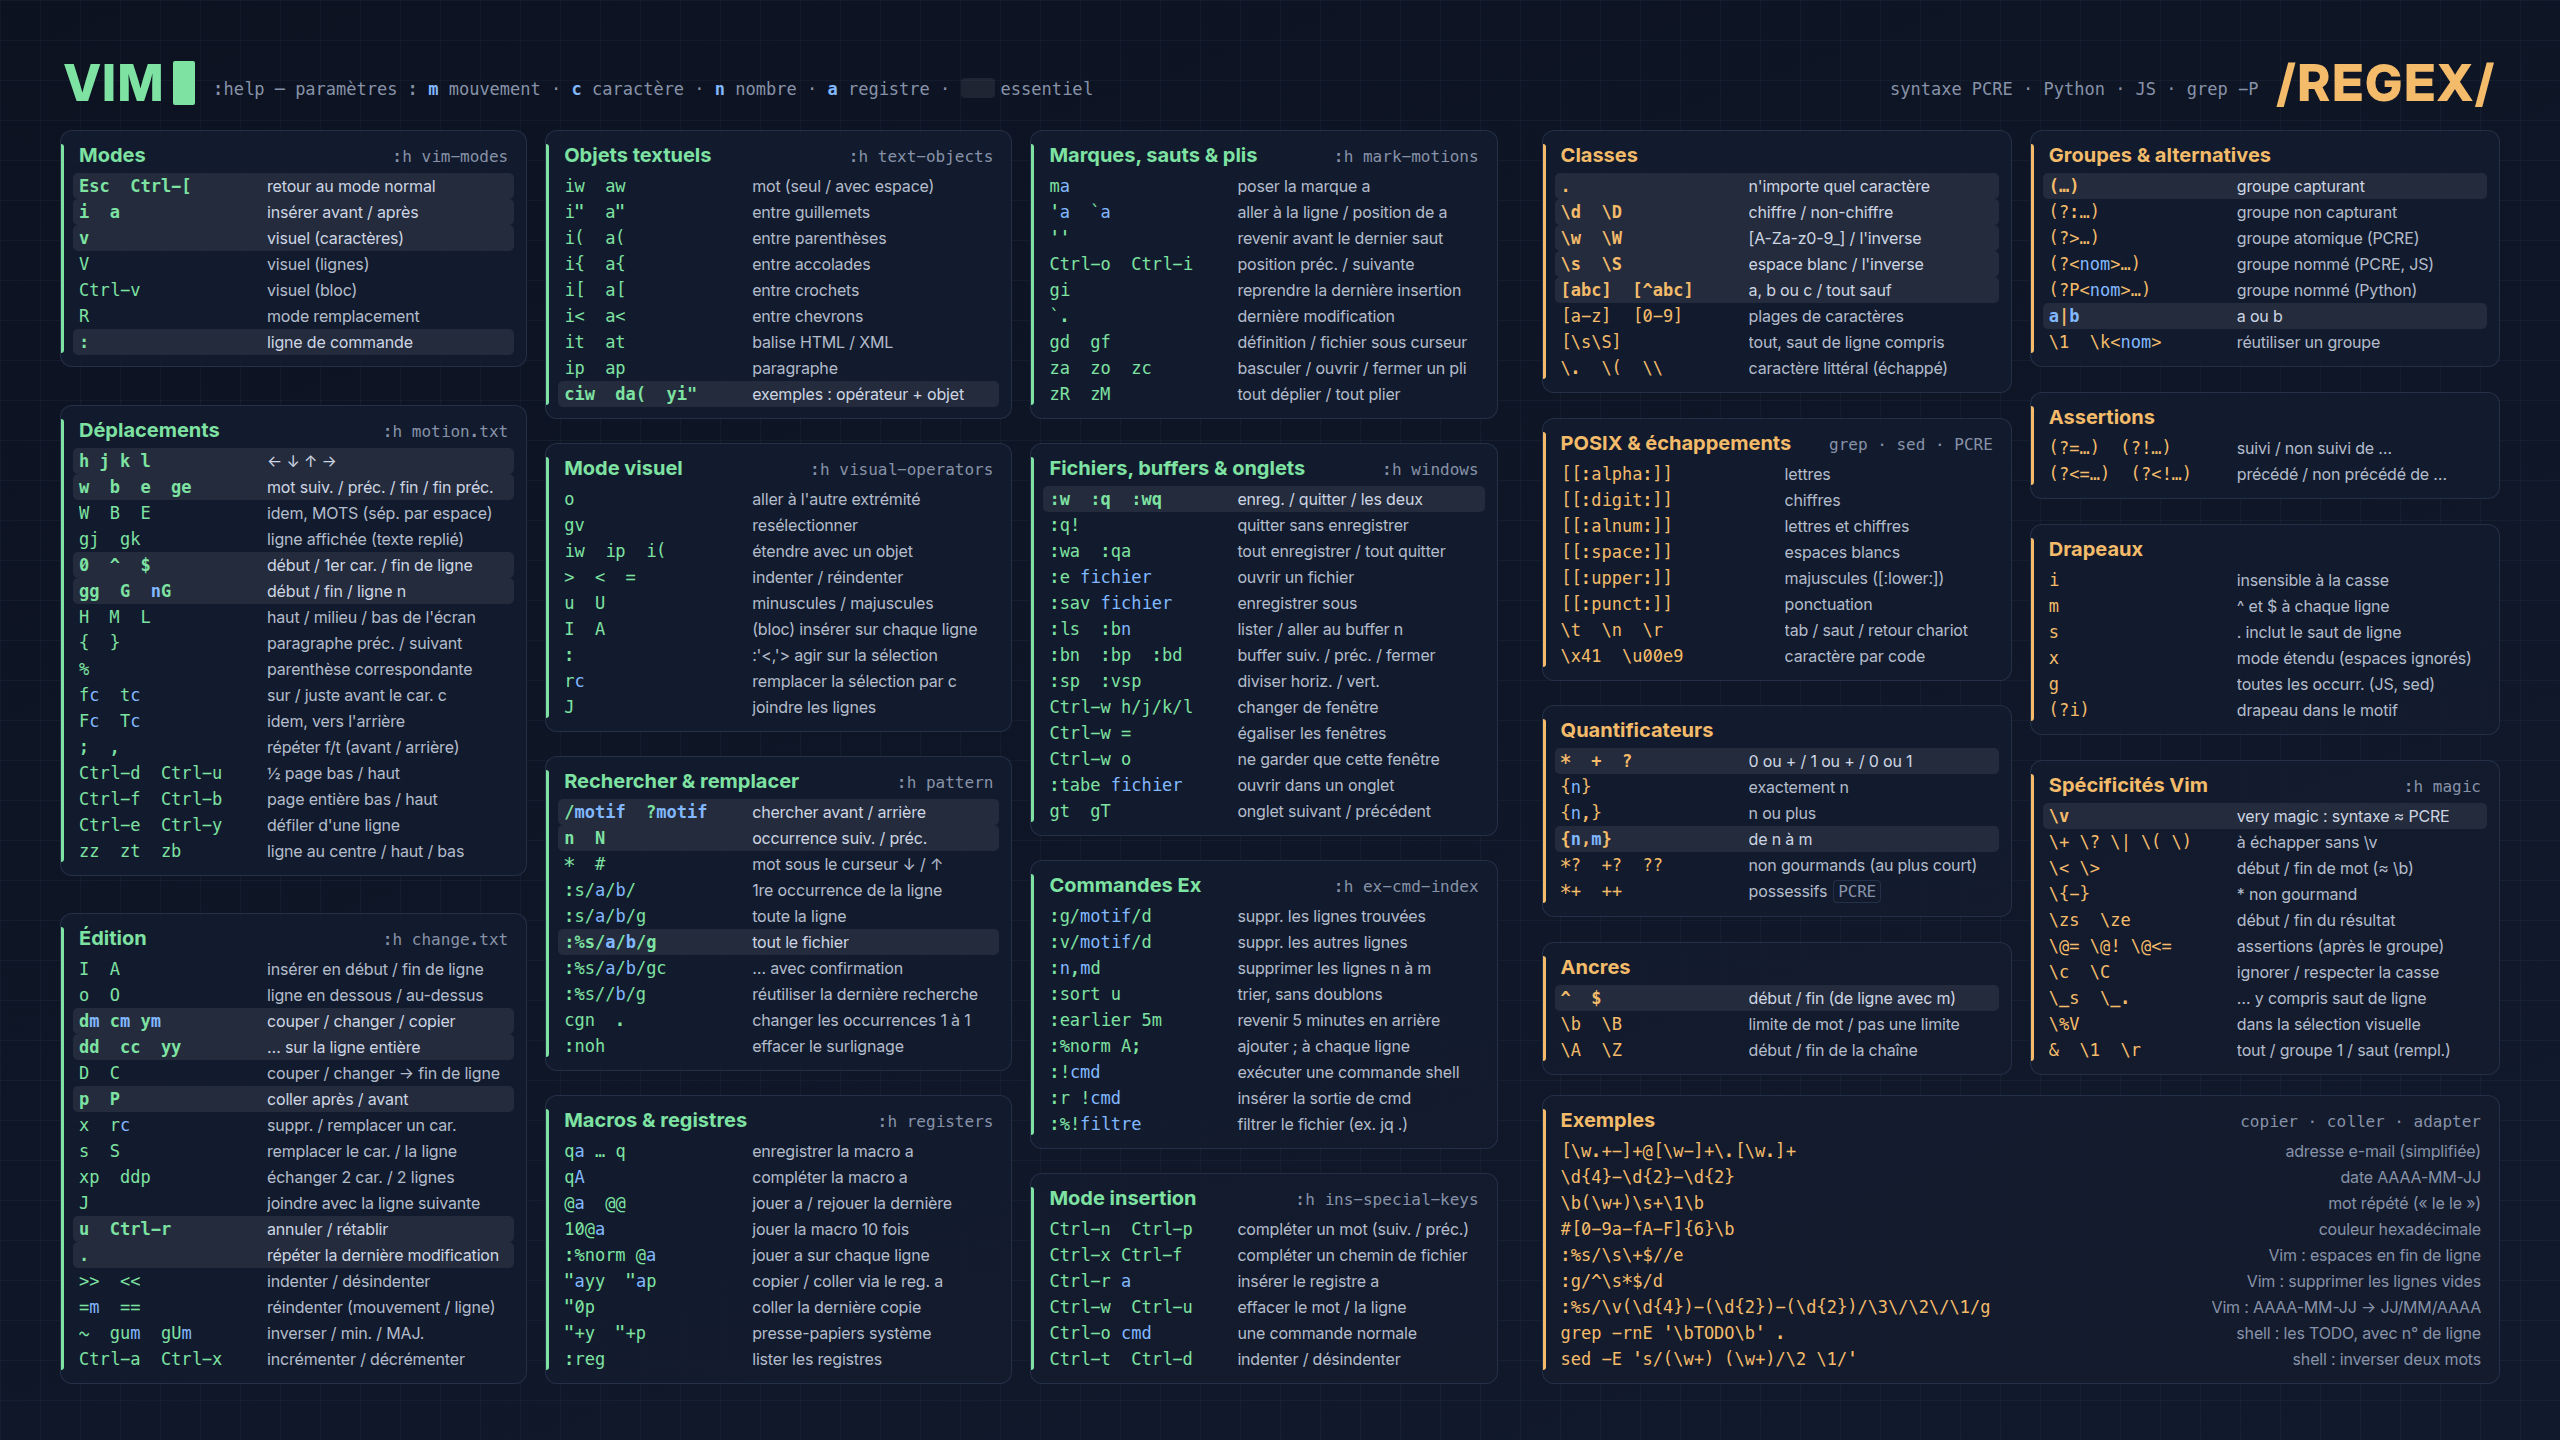 VIM
:help – paramètres : m mouvement · c caractère · n nombre · a registre · essentiel
syntaxe PCRE · Python · JS · grep -P
/REGEX/
Modes :h vim-modes
Esc Ctrl-[ retour au mode normal
i a insérer avant / après
v visuel (caractères)
V visuel (lignes)
Ctrl-v visuel (bloc)
R mode remplacement
: ligne de commande
Déplacements :h motion.txt
h j k l ← ↓ ↑ →
w b e ge mot suiv. / préc. / fin / fin préc.
W B E idem, MOTS (sép. par espace)
gj gk ligne affichée (texte replié)
0 ^ $ début / 1er car. / fin de ligne
gg G nG début / fin / ligne n
H M L haut / milieu / bas de l'écran
{ } paragraphe préc. / suivant
% parenthèse correspondante
fc tc sur / juste avant le car. c
Fc Tc idem, vers l'arrière
; , répéter f/t (avant / arrière)
Ctrl-d Ctrl-u ½ page bas / haut
Ctrl-f Ctrl-b page entière bas / haut
Ctrl-e Ctrl-y défiler d'une ligne
zz zt zb ligne au centre / haut / bas
Édition :h change.txt
I A insérer en début / fin de ligne
o O ligne en dessous / au-dessus
dm cm ym couper / changer / copier
dd cc yy … sur la ligne entière
D C couper / changer → fin de ligne
p P coller après / avant
x rc suppr. / remplacer un car.
s S remplacer le car. / la ligne
xp ddp échanger 2 car. / 2 lignes
J joindre avec la ligne suivante
u Ctrl-r annuler / rétablir
. répéter la dernière modification
>> << indenter / désindenter
=m == réindenter (mouvement / ligne)
~ gum gUm inverser / min. / MAJ.
Ctrl-a Ctrl-x incrémenter / décrémenter
Objets textuels :h text-objects
iw aw mot (seul / avec espace)
i" a" entre guillemets
i( a( entre parenthèses
i{ a{ entre accolades
i[ a[ entre crochets
i< a< entre chevrons
it at balise HTML / XML
ip ap paragraphe
ciw da( yi" exemples : opérateur + objet
Mode visuel :h visual-operators
o aller à l'autre extrémité
gv resélectionner
iw ip i( étendre avec un objet
> < = indenter / réindenter
u U minuscules / majuscules
I A (bloc) insérer sur chaque ligne
: :'<,'> agir sur la sélection
rc remplacer la sélection par c
J joindre les lignes
Rechercher & remplacer :h pattern
/motif ?motif chercher avant / arrière
n N occurrence suiv. / préc.
* # mot sous le curseur ↓ / ↑
:s/a/b/ 1re occurrence de la ligne
:s/a/b/g toute la ligne
:%s/a/b/g tout le fichier
:%s/a/b/gc … avec confirmation
:%s//b/g réutiliser la dernière recherche
cgn . changer les occurrences 1 à 1
:noh effacer le surlignage
Macros & registres :h registers
qa … q enregistrer la macro a
qA compléter la macro a
@a @@ jouer a / rejouer la dernière
10@a jouer la macro 10 fois
:%norm @a jouer a sur chaque ligne
"ayy "ap copier / coller via le reg. a
"0p coller la dernière copie
"+y "+p presse-papiers système
:reg lister les registres
Marques, sauts & plis :h mark-motions
ma poser la marque a
'a `a aller à la ligne / position de a
'' revenir avant le dernier saut
Ctrl-o Ctrl-i position préc. / suivante
gi reprendre la dernière insertion
`. dernière modification
gd gf définition / fichier sous curseur
za zo zc basculer / ouvrir / fermer un pli
zR zM tout déplier / tout plier
Fichiers, buffers & onglets :h windows
:w :q :wq enreg. / quitter / les deux
:q! quitter sans enregistrer
:wa :qa tout enregistrer / tout quitter
:e fichier ouvrir un fichier
:sav fichier enregistrer sous
:ls :bn lister / aller au buffer n
:bn :bp :bd buffer suiv. / préc. / fermer
:sp :vsp diviser horiz. / vert.
Ctrl-w h/j/k/l changer de fenêtre
Ctrl-w = égaliser les fenêtres
Ctrl-w o ne garder que cette fenêtre
:tabe fichier ouvrir dans un onglet
gt gT onglet suivant / précédent
Commandes Ex :h ex-cmd-index
:g/motif/d suppr. les lignes trouvées
:v/motif/d suppr. les autres lignes
:n,md supprimer les lignes n à m
:sort u trier, sans doublons
:earlier 5m revenir 5 minutes en arrière
:%norm A; ajouter ; à chaque ligne
:!cmd exécuter une commande shell
:r !cmd insérer la sortie de cmd
:%!filtre filtrer le fichier (ex. jq .)
Mode insertion :h ins-special-keys
Ctrl-n Ctrl-p compléter un mot (suiv. / préc.)
Ctrl-x Ctrl-f compléter un chemin de fichier
Ctrl-r a insérer le registre a
Ctrl-w Ctrl-u effacer le mot / la ligne
Ctrl-o cmd une commande normale
Ctrl-t Ctrl-d indenter / désindenter
Classes
. n'importe quel caractère
\d \D chiffre / non-chiffre
\w \W [A-Za-z0-9_] / l'inverse
\s \S espace blanc / l'inverse
[abc] [^abc] a, b ou c / tout sauf
[a-z] [0-9] plages de caractères
[\s\S] tout, saut de ligne compris
\. \( \\ caractère littéral (échappé)
POSIX & échappements grep · sed · PCRE
[[:alpha:]] lettres
[[:digit:]] chiffres
[[:alnum:]] lettres et chiffres
[[:space:]] espaces blancs
[[:upper:]] majuscules ([:lower:])
[[:punct:]] ponctuation
\t \n \r tab / saut / retour chariot
\x41 \u00e9 caractère par code
Quantificateurs
* + ? 0 ou + / 1 ou + / 0 ou 1
{n} exactement n
{n,} n ou plus
{n,m} de n à m
*? +? ?? non gourmands (au plus court)
*+ ++ possessifs PCRE
Ancres
^ $ début / fin (de ligne avec m)
\b \B limite de mot / pas une limite
\A \Z début / fin de la chaîne
Groupes & alternatives
(…) groupe capturant
(?:…) groupe non capturant
(?>…) groupe atomique (PCRE)
(?<nom>…) groupe nommé (PCRE, JS)
(?P<nom>…) groupe nommé (Python)
a|b a ou b
\1 \k<nom> réutiliser un groupe
Assertions
(?=…) (?!…) suivi / non suivi de …
(?<=…) (?<!…) précédé / non précédé de …
Drapeaux
i insensible à la casse
m ^ et $ à chaque ligne
s . inclut le saut de ligne
x mode étendu (espaces ignorés)
g toutes les occurr. (JS, sed)
(?i) drapeau dans le motif
Spécificités Vim :h magic
\v very magic : syntaxe ≈ PCRE
\+ \? \| \( \) à échapper sans \v
\< \> début / fin de mot (≈ \b)
\{-} * non gourmand
\zs \ze début / fin du résultat
\@= \@! \@<= assertions (après le groupe)
\c \C ignorer / respecter la casse
\_s \_. … y compris saut de ligne
\%V dans la sélection visuelle
& \1 \r tout / groupe 1 / saut (rempl.)
Exemples copier · coller · adapter
[\w.+-]+@[\w-]+\.[\w.]+ adresse e-mail (simplifiée)
\d{4}-\d{2}-\d{2} date AAAA-MM-JJ
\b(\w+)\s+\1\b mot répété (« le le »)
#[0-9a-fA-F]{6}\b couleur hexadécimale
:%s/\s\+$//e Vim : espaces en fin de ligne
:g/^\s*$/d Vim : supprimer les lignes vides
:%s/\v(\d{4})-(\d{2})-(\d{2})/\3\/\2\/\1/g Vim : AAAA-MM-JJ → JJ/MM/AAAA
grep -rnE '\bTODO\b' . shell : les TODO, avec n° de ligne
sed -E 's/(\w+) (\w+)/\2 \1/' shell : inverser deux mots